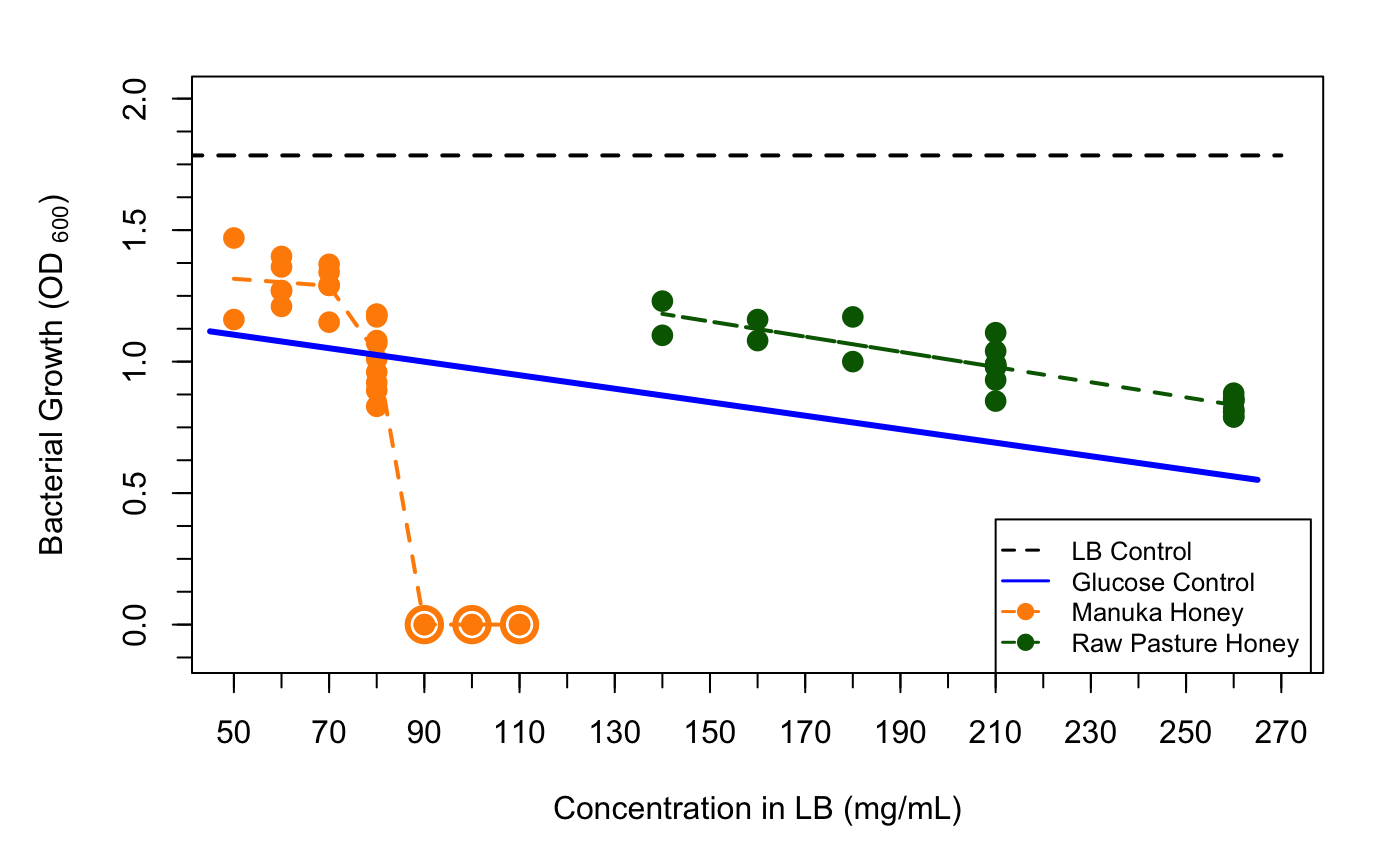 2.0
1.5
1.0
0.5
0.0
Bacterial Growth (OD 600)
50 70 90 110 130 150 170 190 210 230 250 270
Concentration in LB (mg/mL)
LB Control
Glucose Control
Manuka Honey
Raw Pasture Honey